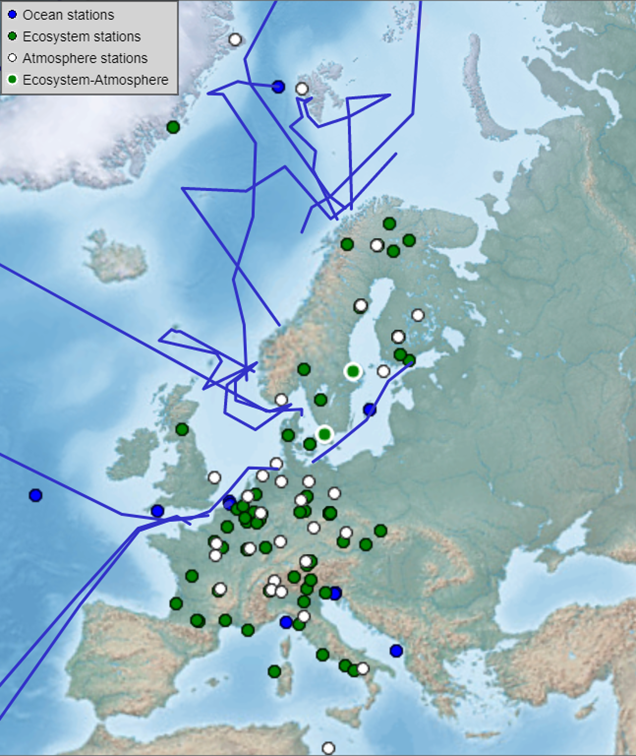 Ocean stations
Ecosystem stations
Atmosphere stations
Ecosystem-Atmosphere